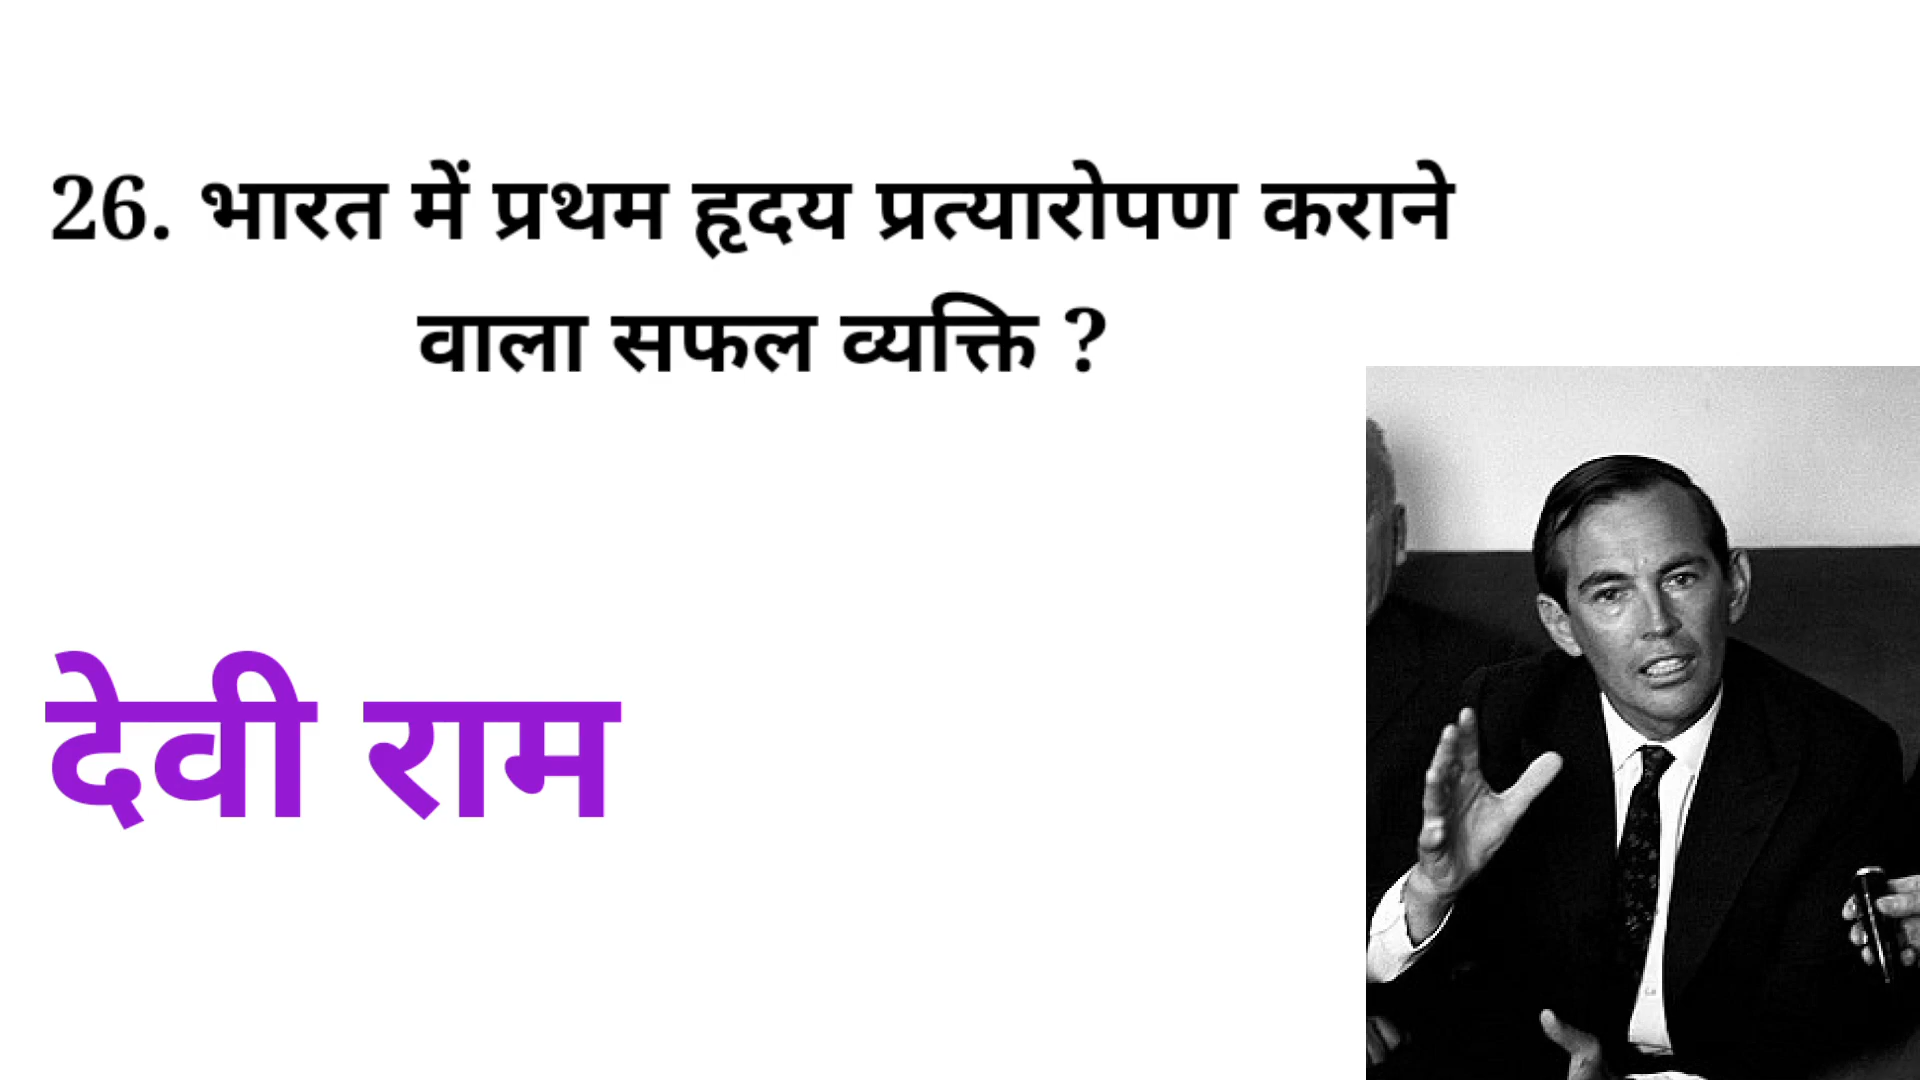 26. भारत में प्रथम हृदय प्रत्यारोपण कराने
वाला सफल व्यक्ति ?
देवी राम